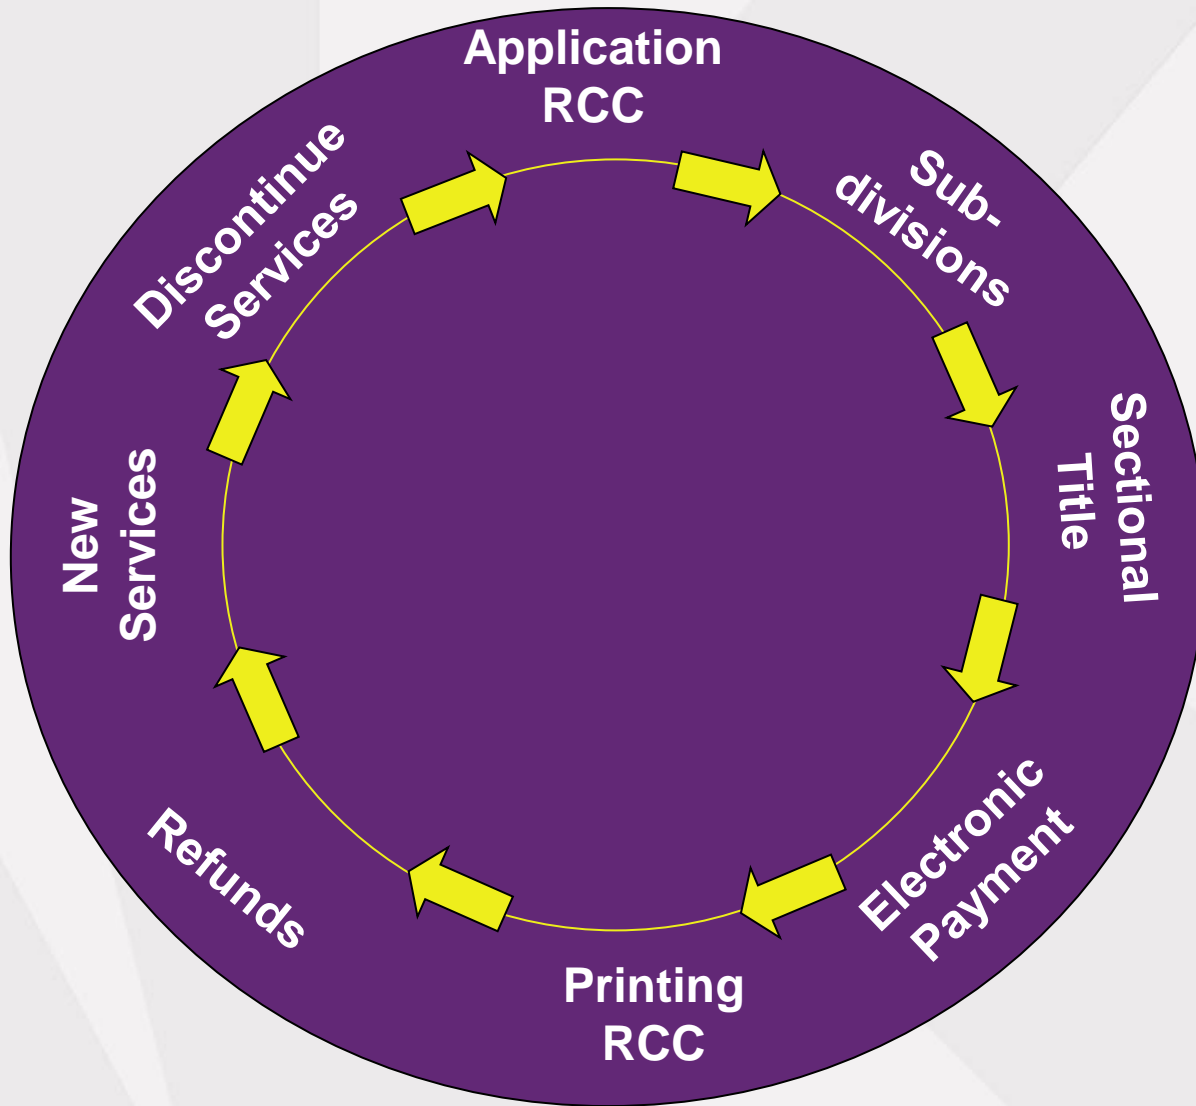 Application
RCC
Sub-
divisions
Sectional
Title
Electronic
Payment
Printing
RCC
Refunds
New
Services
Discontinue
Services